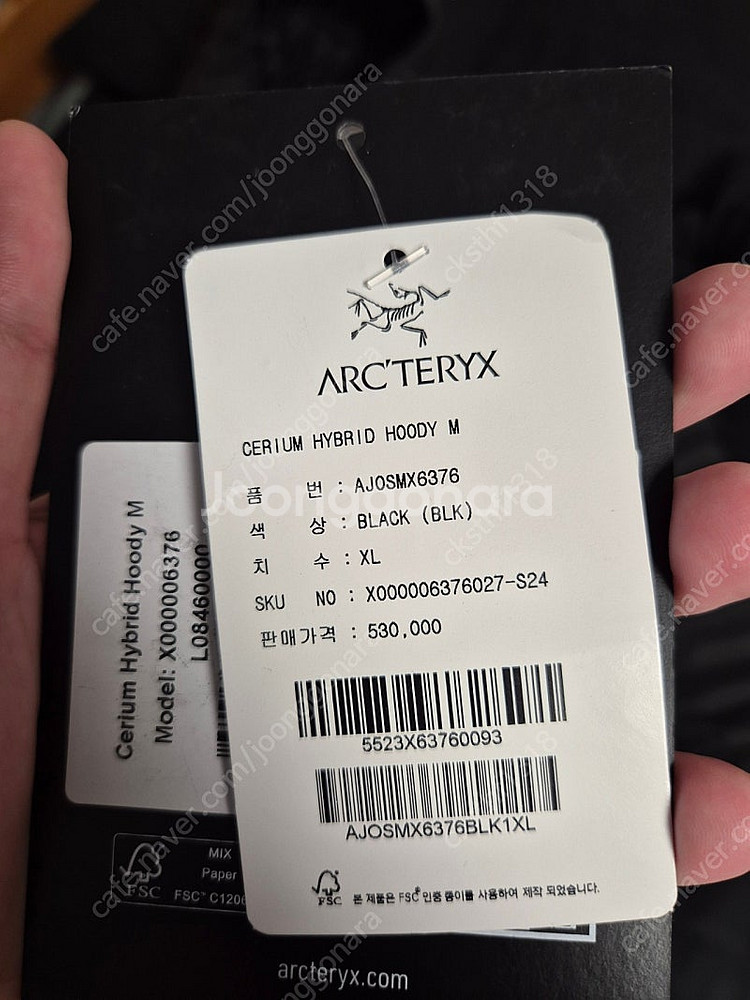 ARC'TERYX
CERIUM HYBRID HOODY M
품 번 : AJOSMX6376
색 상 : BLACK (BLK)
치 수 : XL
SKU NO : X000006376027-S24
판매가격 : 530,000
5523X63760093
AJOSMX6376BLK1XL
FSC 본 제품은 FSC® 인증 종이를 사용하여 제작 되었습니다.
Cerium Hybrid Hoody M
Model: X000006376
L08460000
MIX
Paper
FSC
FSC™ C1206
arcteryx.com
Joonggonara
cafe.naver.com/joonggonara
cksthf1318